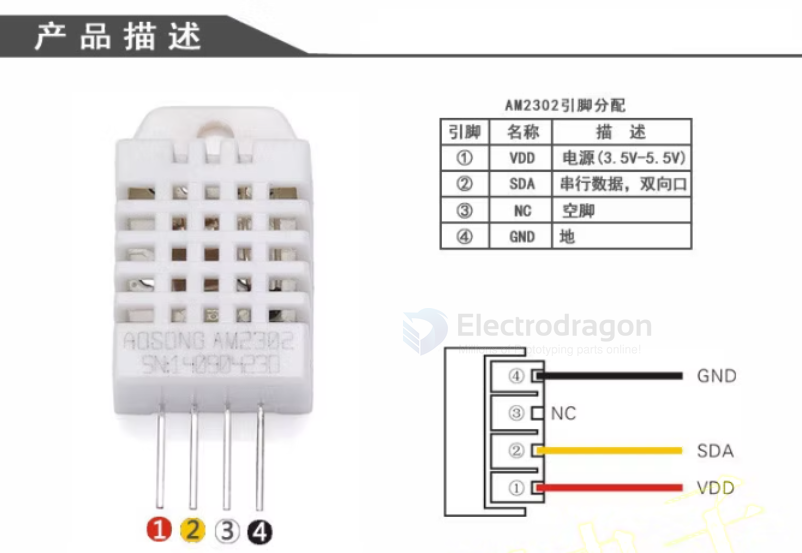 产品描述
AM2302引脚分配
引脚 名称 描 述
① VDD 电源(3.5V-5.5V)
② SDA 串行数据，双向口
③ NC 空脚
④ GND 地
AOSONG AM2302
SN:14090423D
Electrodragon
prototyping parts online!
④ GND
③ NC
② SDA
① VDD
1 2 3 4